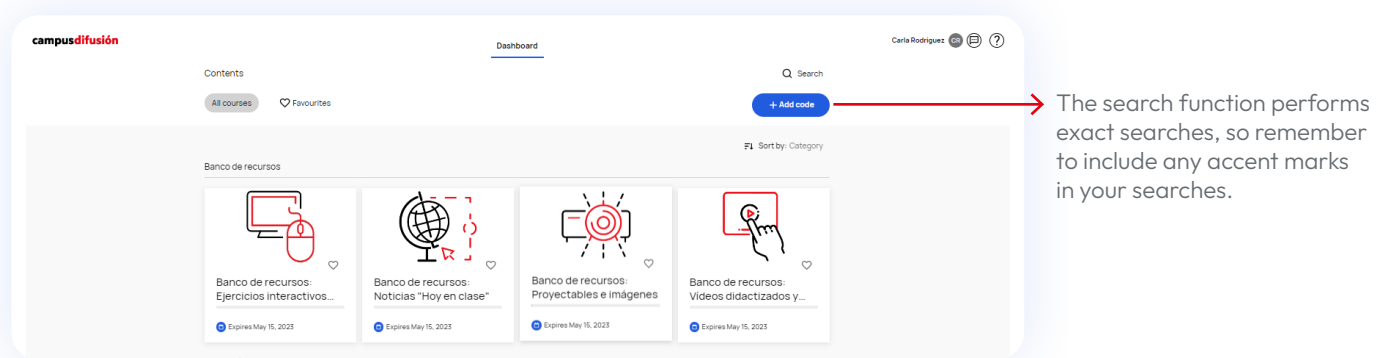 campusdifusión
Dashboard
Carla Rodriguez CR ?
Contents
Search
All courses
Favourites
+ Add code
Sort by: Category
Banco de recursos
Banco de recursos:
Ejercicios interactivos...
Expires May 15, 2023
Banco de recursos:
Noticias "Hoy en clase"
Expires May 15, 2023
Banco de recursos:
Proyectables e imágenes
Expires May 15, 2023
Banco de recursos:
Vídeos didactizados y...
Expires May 15, 2023
The search function performs
exact searches, so remember
to include any accent marks
in your searches.